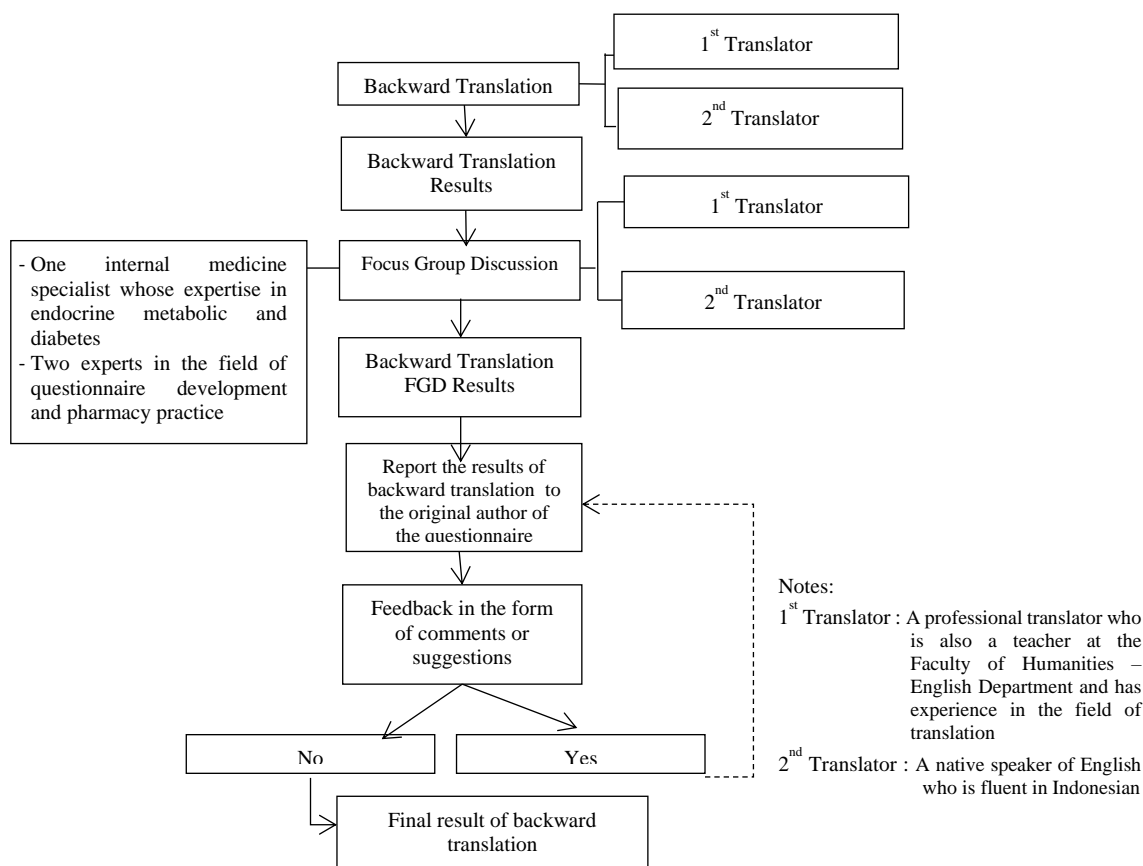 1st Translator
Backward Translation
2nd Translator
Backward Translation
Results
1st Translator
- One internal medicine
specialist whose expertise in
endocrine metabolic and
diabetes
- Two experts in the field of
questionnaire development
and pharmacy practice
Focus Group Discussion
2nd Translator
Backward Translation
FGD Results
Report the results of
backward translation to
the original author of
the questionnaire
Feedback in the form
of comments or
suggestions
No
Yes
Final result of backward
translation
Notes:
1st Translator : A professional translator who
is also a teacher at the
Faculty of Humanities –
English Department and has
experience in the field of
translation
2nd Translator : A native speaker of English
who is fluent in Indonesian